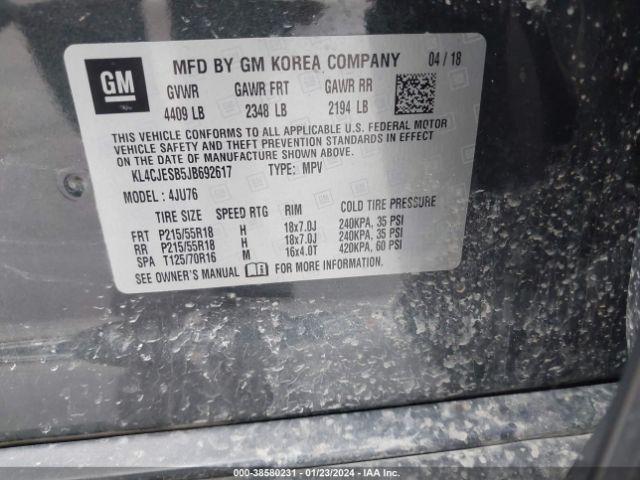 GM
MFD BY GM KOREA COMPANY 04 / 18
GVWR GAWR FRT GAWR RR
4409 LB 2348 LB 2194 LB
THIS VEHICLE CONFORMS TO ALL APPLICABLE U.S. FEDERAL MOTOR
VEHICLE SAFETY AND THEFT PREVENTION STANDARDS IN EFFECT ON THE
DATE OF MANUFACTURE SHOWN ABOVE.
KL4CJESB5JB692617 TYPE: MPV
MODEL: 4JU76
TIRE SIZE SPEED RTG RIM COLD TIRE PRESSURE
FRT P215/55R18 H 18x7.0J 240KPA, 35 PSI
RR P215/55R18 H 18x7.0J 240KPA, 35 PSI
SPA T125/70R16 M 16x4.0T 420KPA, 60 PSI
SEE OWNER'S MANUAL FOR MORE INFORMATION.
000-38580231 - 01/23/2024 - IAA Inc.